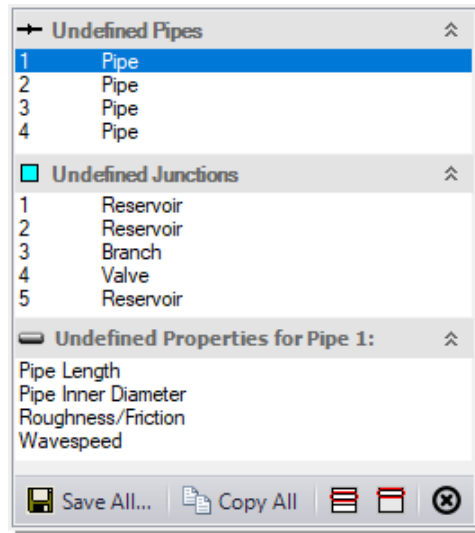 Undefined Pipes
1 Pipe
2 Pipe
3 Pipe
4 Pipe
Undefined Junctions
1 Reservoir
2 Reservoir
3 Branch
4 Valve
5 Reservoir
Undefined Properties for Pipe 1:
Pipe Length
Pipe Inner Diameter
Roughness/Friction
Wavespeed
Save All... Copy All